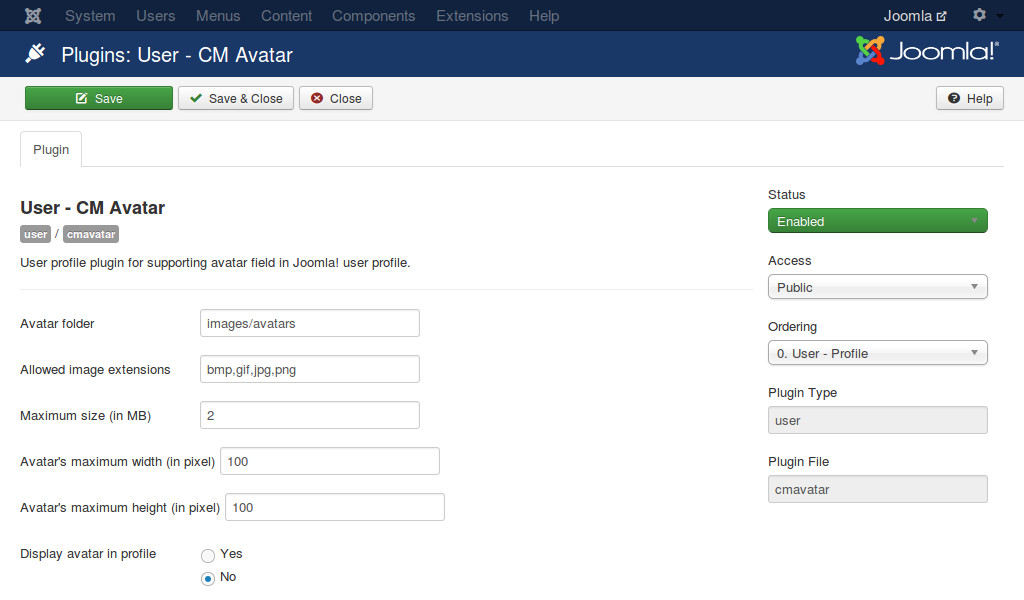 System Users Menus Content Components Extensions Help Joomla
Plugins: User - CM Avatar Joomla!®
Save Save & Close Close Help
Plugin
User - CM Avatar
user / cmavatar
User profile plugin for supporting avatar field in Joomla! user profile.
Avatar folder images/avatars
Allowed image extensions bmp,gif,jpg,png
Maximum size (in MB) 2
Avatar's maximum width (in pixel) 100
Avatar's maximum height (in pixel) 100
Display avatar in profile Yes
No
Status
Enabled
Access
Public
Ordering
0. User - Profile
Plugin Type
user
Plugin File
cmavatar